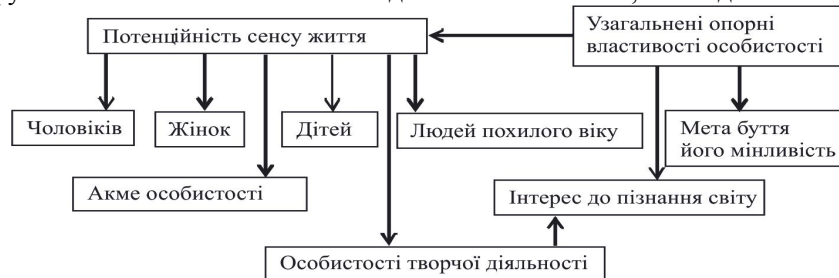 Узагальнені опорні
властивості особистості
Потенційність сенсу життя
Чоловіків
Жінок
Дітей
Людей похилого віку
Мета буття
його мінливість
Акме особистості
Інтерес до пізнання світу
Особистості творчої діяльності